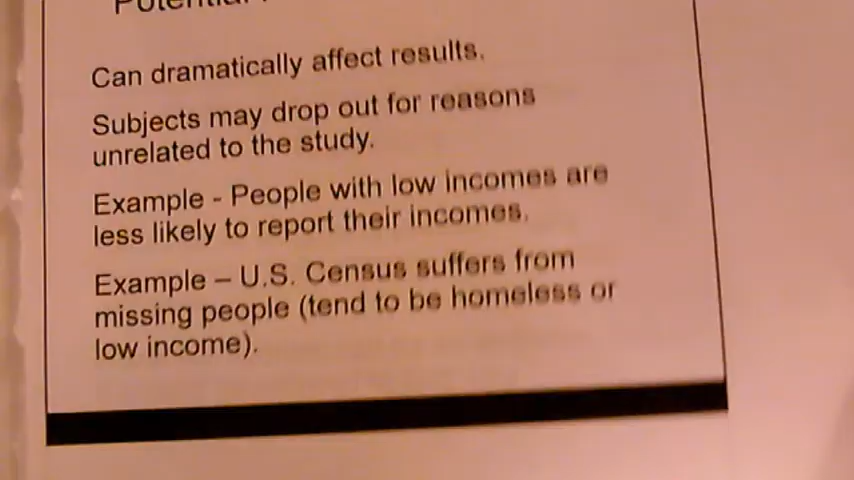 Potential
Can dramatically affect results.
Subjects may drop out for reasons
unrelated to the study.
Example - People with low incomes are
less likely to report their incomes.
Example – U.S. Census suffers from
missing people (tend to be homeless or
low income).